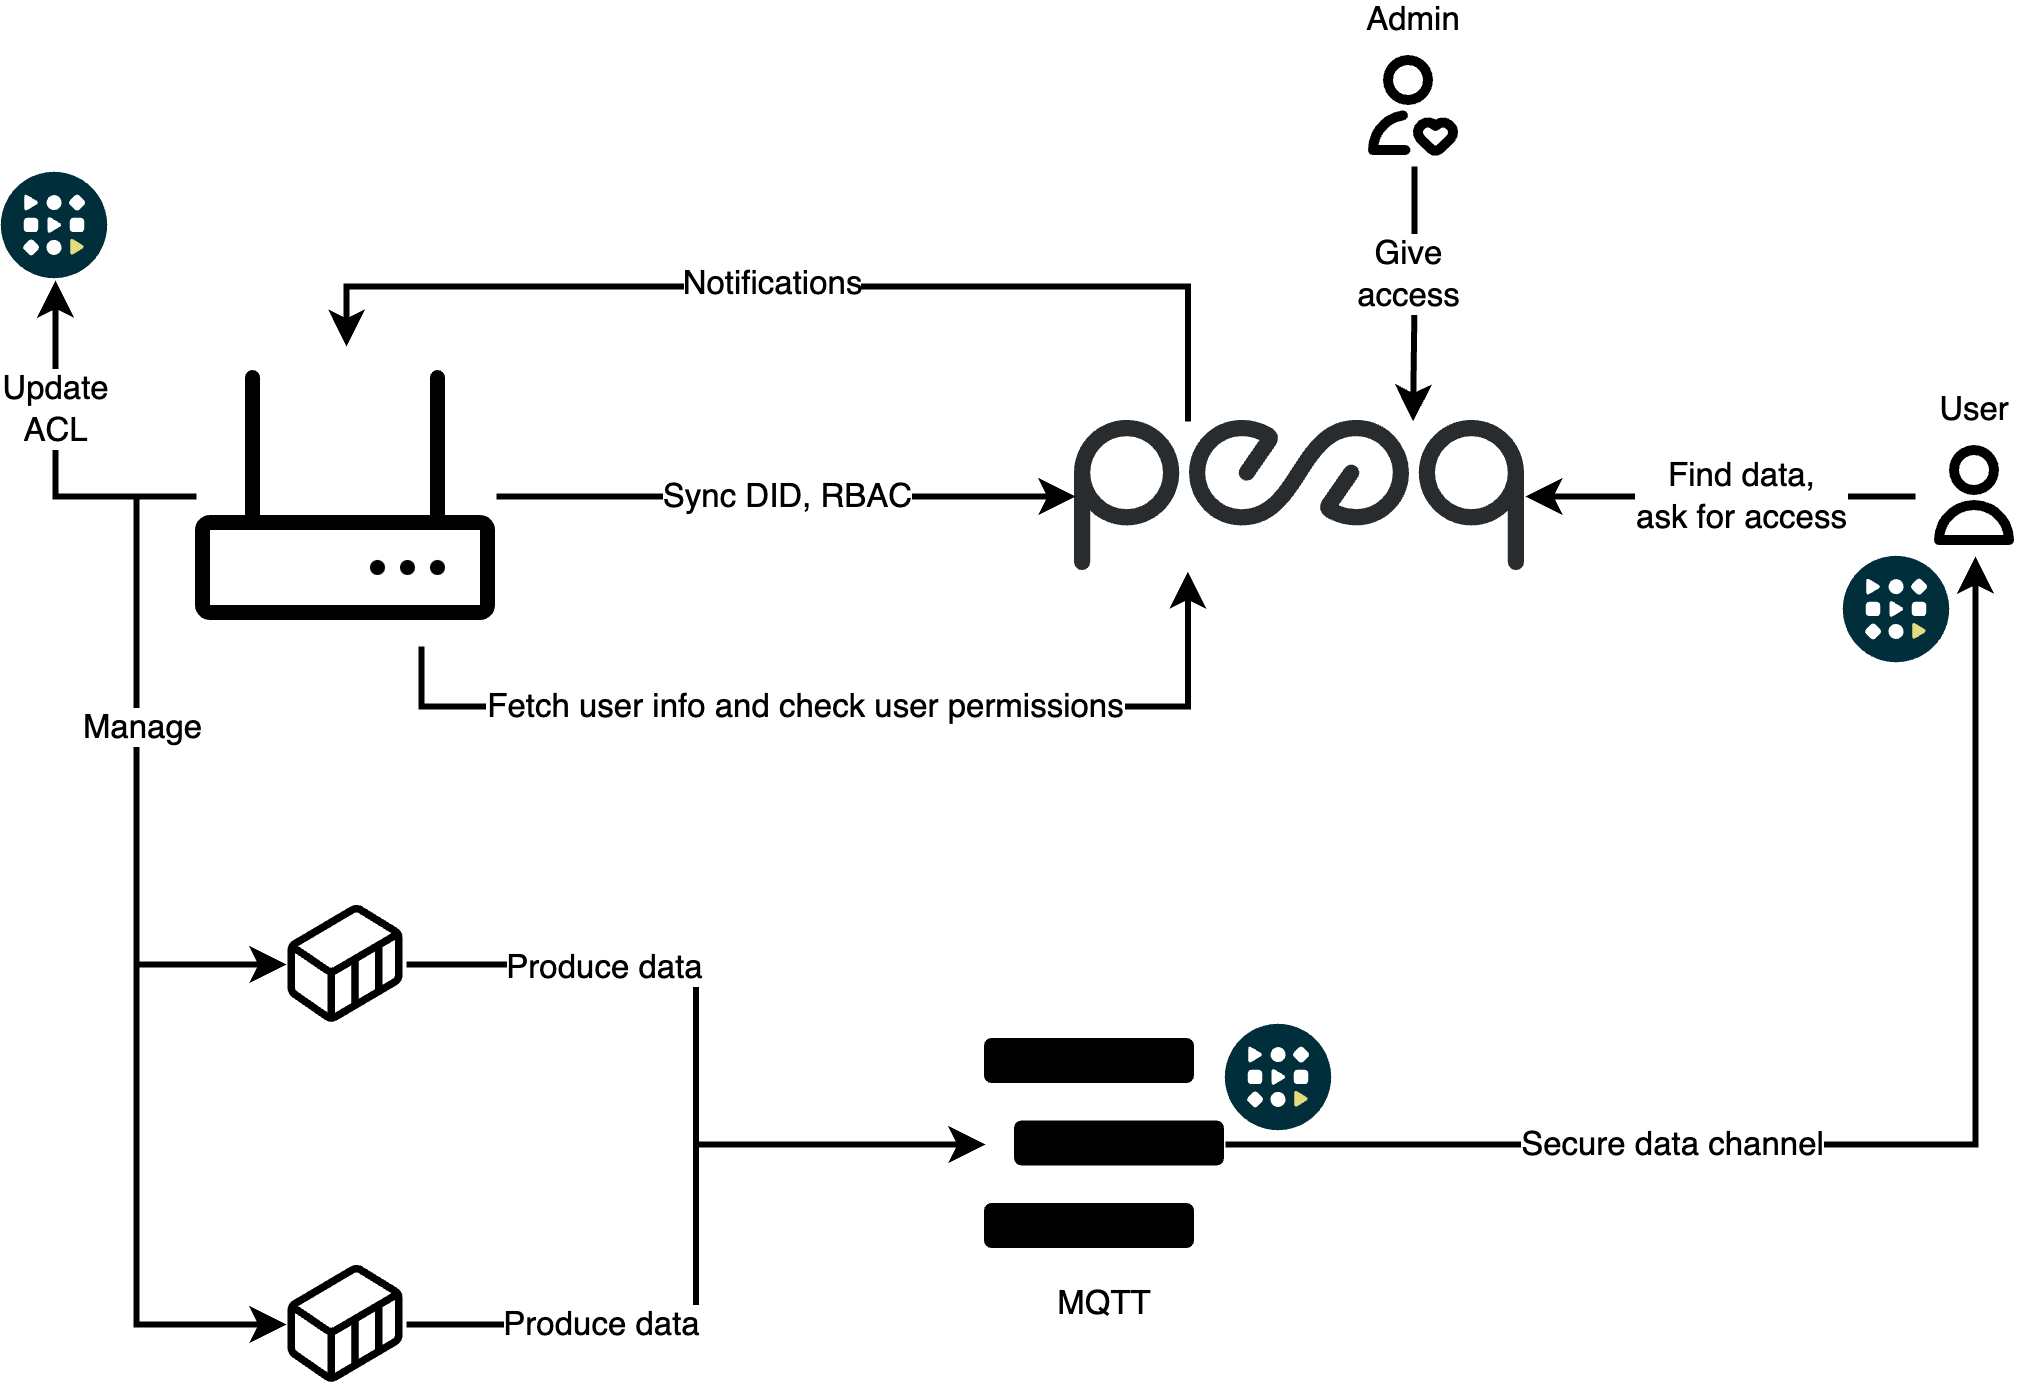 Admin
Give
access
Notifications
Update
ACL
User
peaq
Sync DID, RBAC
Find data,
ask for access
Fetch user info and check user permissions
Manage
Produce data
Secure data channel
MQTT
Produce data